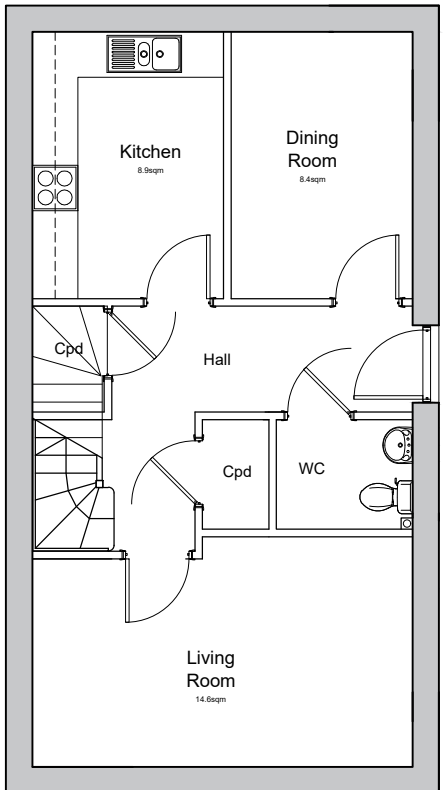 Kitchen
8.9sqm
Dining
Room
8.4sqm
Cpd
Hall
Cpd
WC
Living
Room
14.6sqm